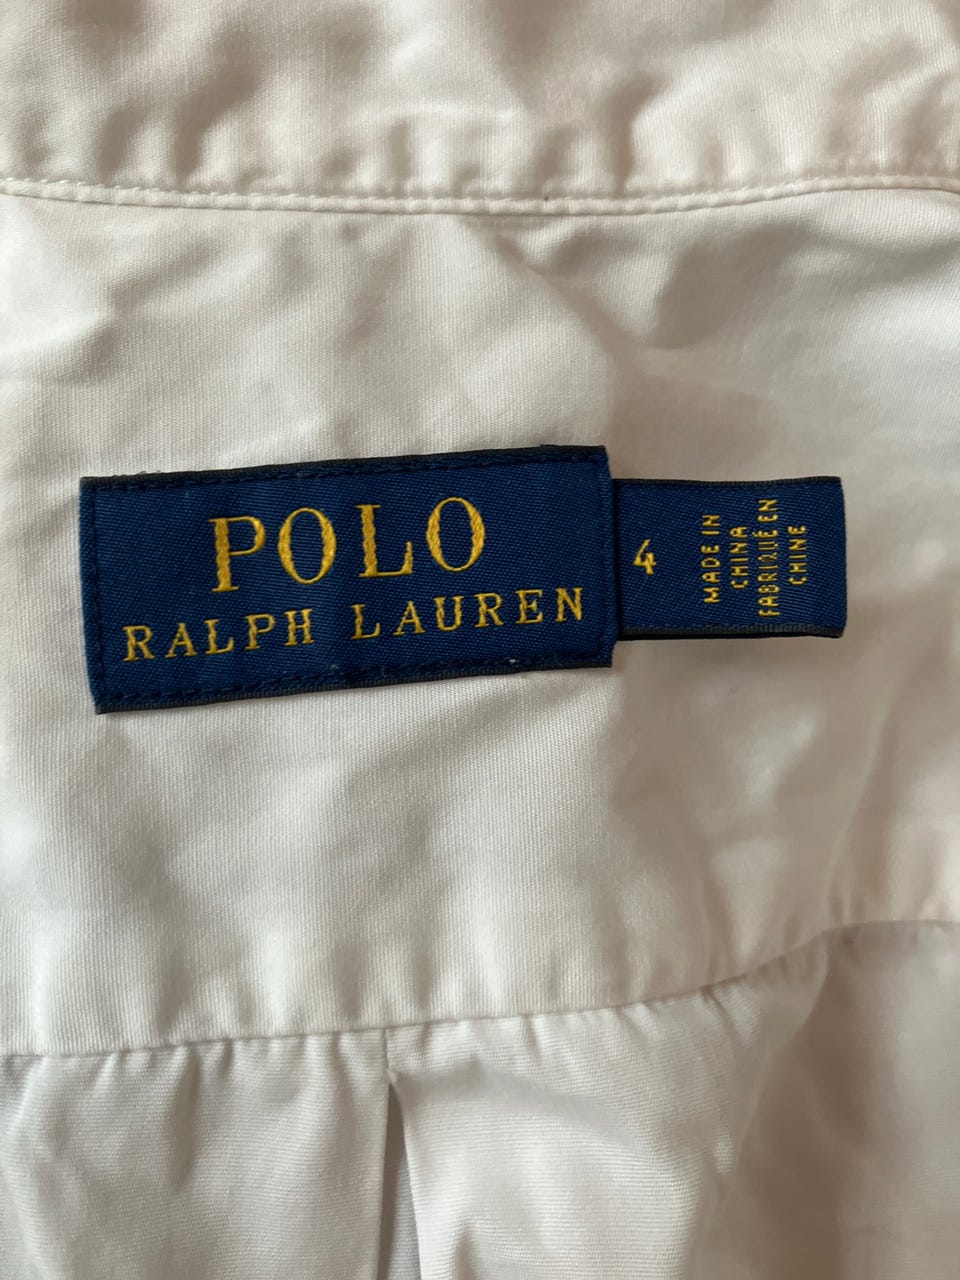 POLO
RALPH LAUREN
4
MADE IN
CHINA
FABRIQUÉ EN
CHINE